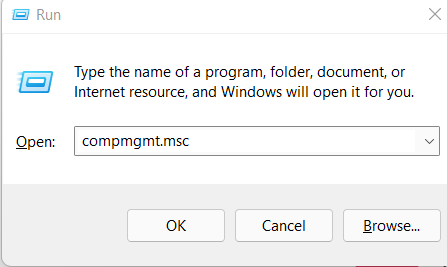 Run
Type the name of a program, folder, document, or
Internet resource, and Windows will open it for you.
Open: compmgmt.msc
OK Cancel Browse...